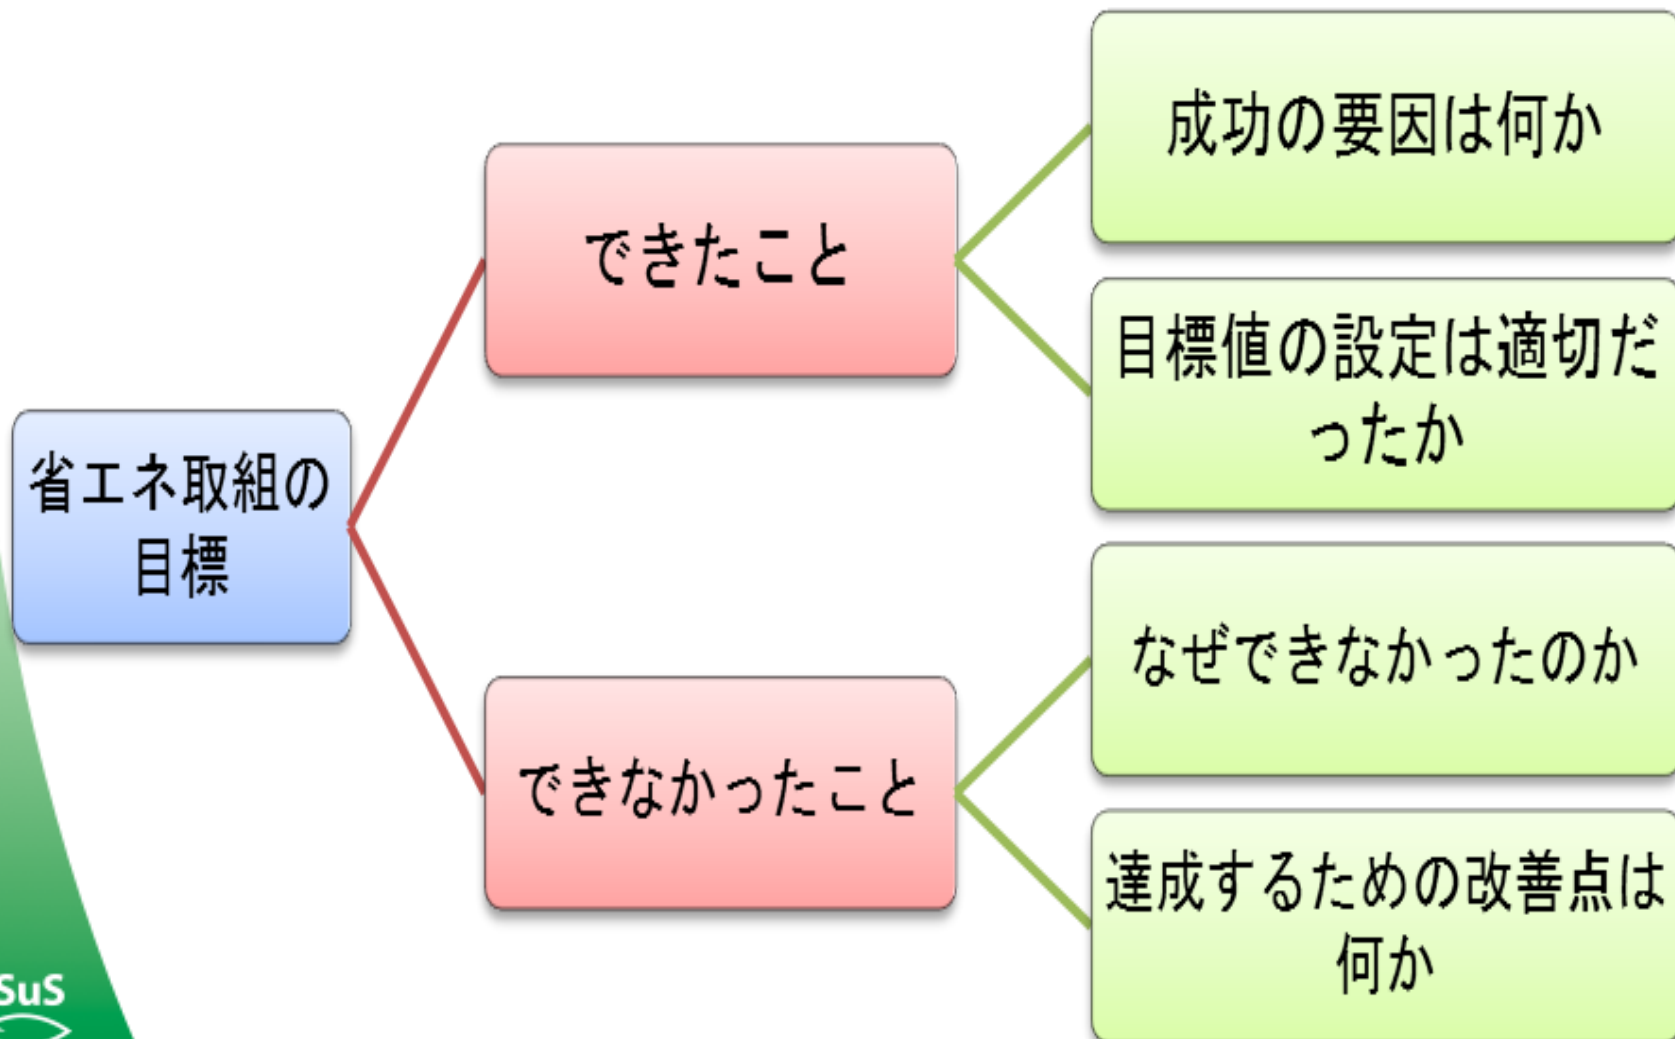 省エネ取組の
目標
できたこと
成功の要因は何か
目標値の設定は適切だ
ったか
できなかったこと
なぜできなかったのか
達成するための改善点は
何か
SuS